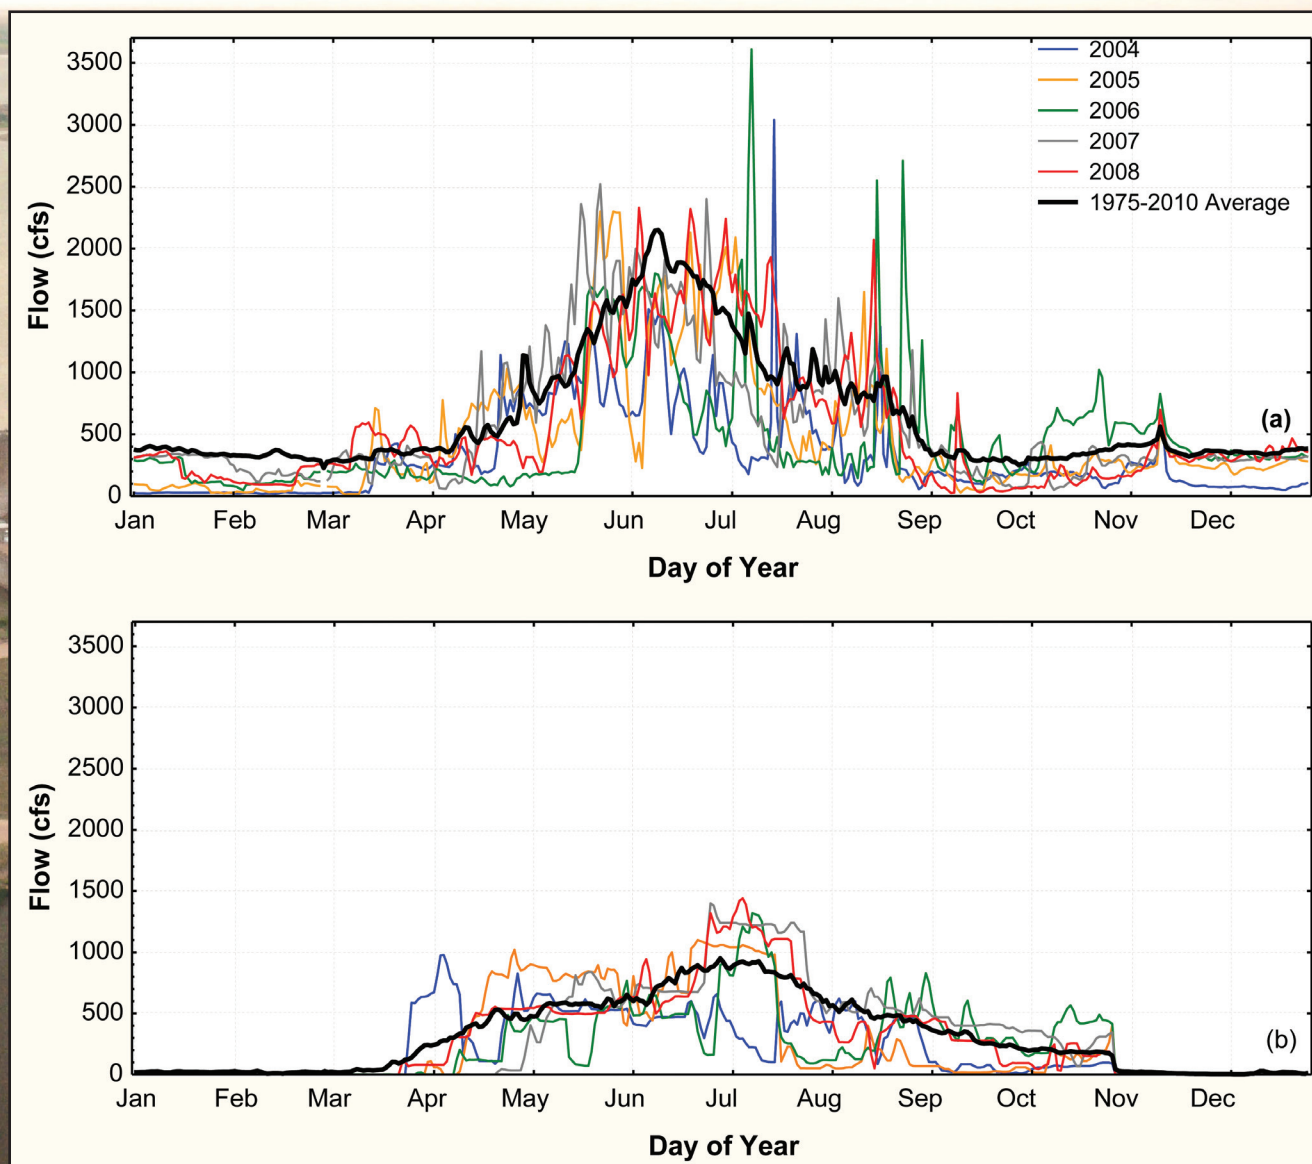 3500
3000
2500
2000
1500
1000
500
0
Flow (cfs)
2004
2005
2006
2007
2008
1975-2010 Average
(a)
Jan Feb Mar Apr May Jun Jul Aug Sep Oct Nov Dec
Day of Year
3500
3000
2500
2000
1500
1000
500
0
Flow (cfs)
(b)
Jan Feb Mar Apr May Jun Jul Aug Sep Oct Nov Dec
Day of Year